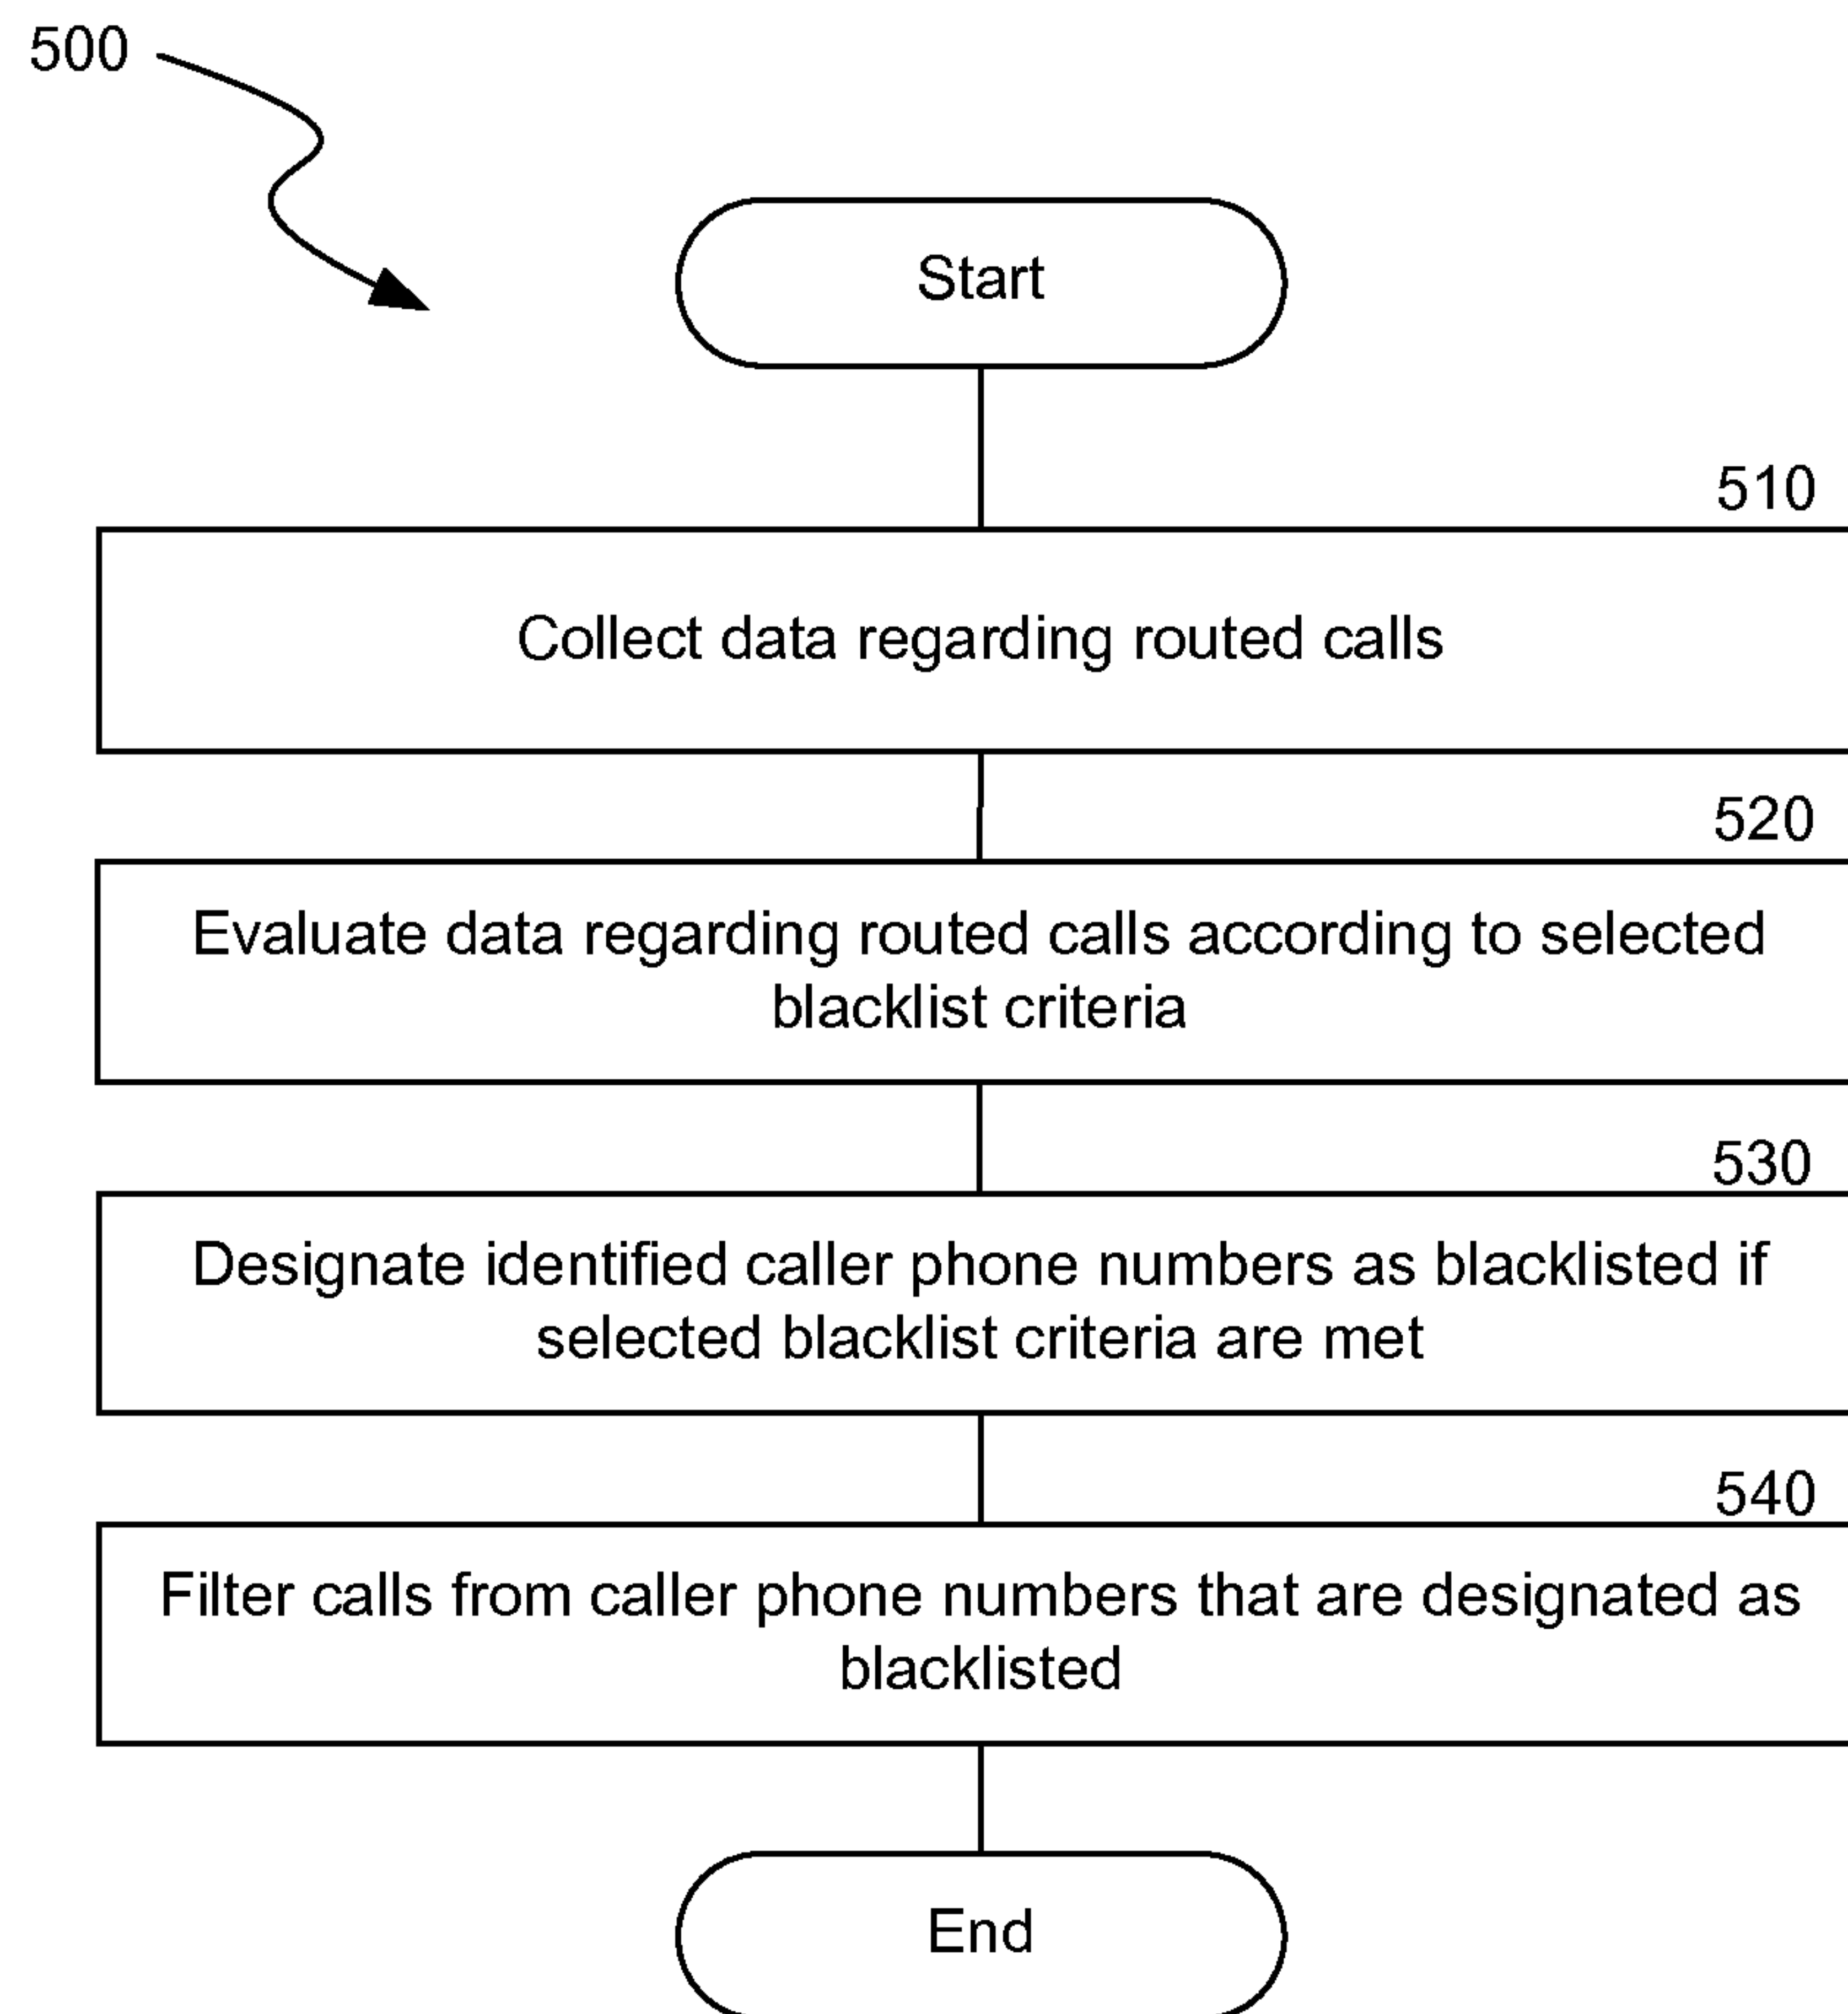 500
Start
510
Collect data regarding routed calls
520
Evaluate data regarding routed calls according to selected
blacklist criteria
530
Designate identified caller phone numbers as blacklisted if
selected blacklist criteria are met
540
Filter calls from caller phone numbers that are designated as
blacklisted
End